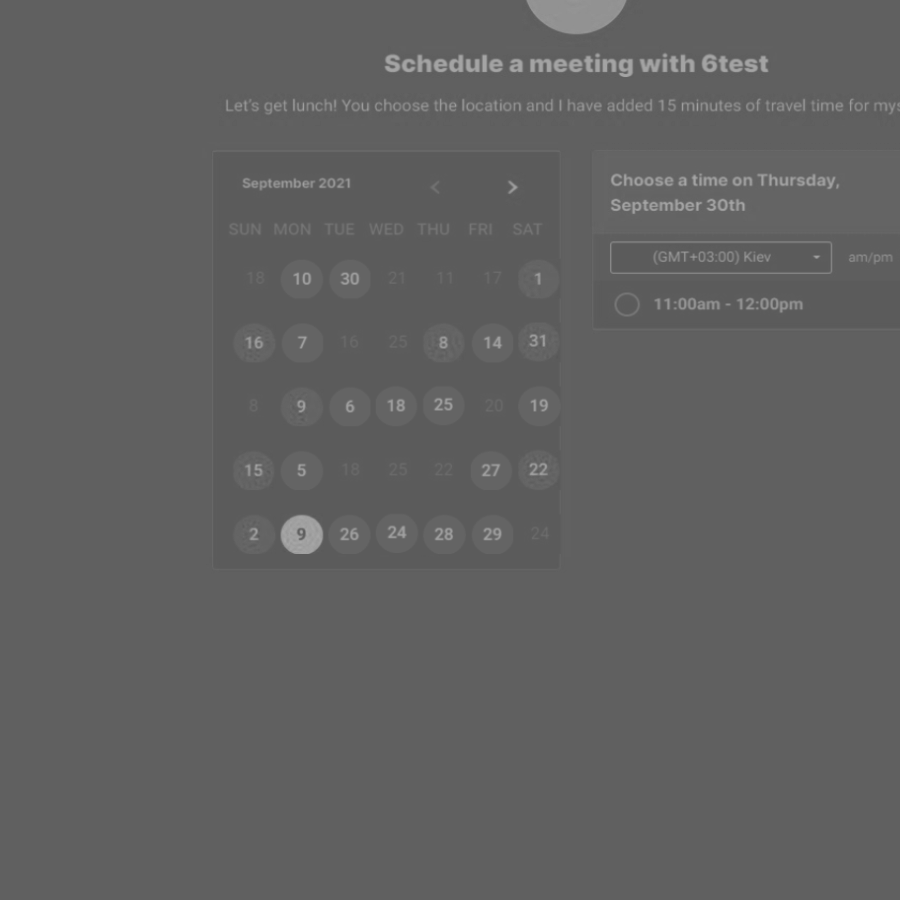 Schedule a meeting with 6test
Let's get lunch! You choose the location and I have added 15 minutes of travel time for mys
September 2021
SUN MON TUE WED THU FRI SAT
18 10 30 21 11 17 1
16 7 16 25 8 14 31
8 9 6 18 25 20 19
15 5 18 25 22 27 22
2 9 26 24 28 29 24
Choose a time on Thursday,
September 30th
(GMT+03:00) Kiev am/pm
11:00am - 12:00pm